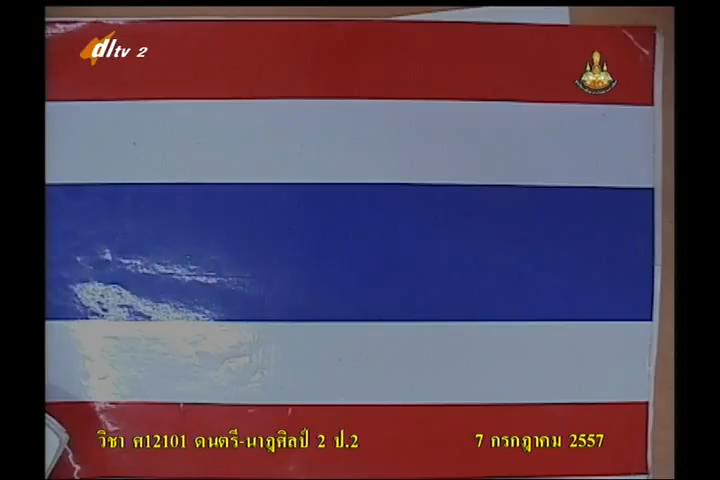 dltv 2
วิชา ศ12101 ดนตรี-นาฏศิลป์ 2 ป.2
7 กรกฎาคม 2557